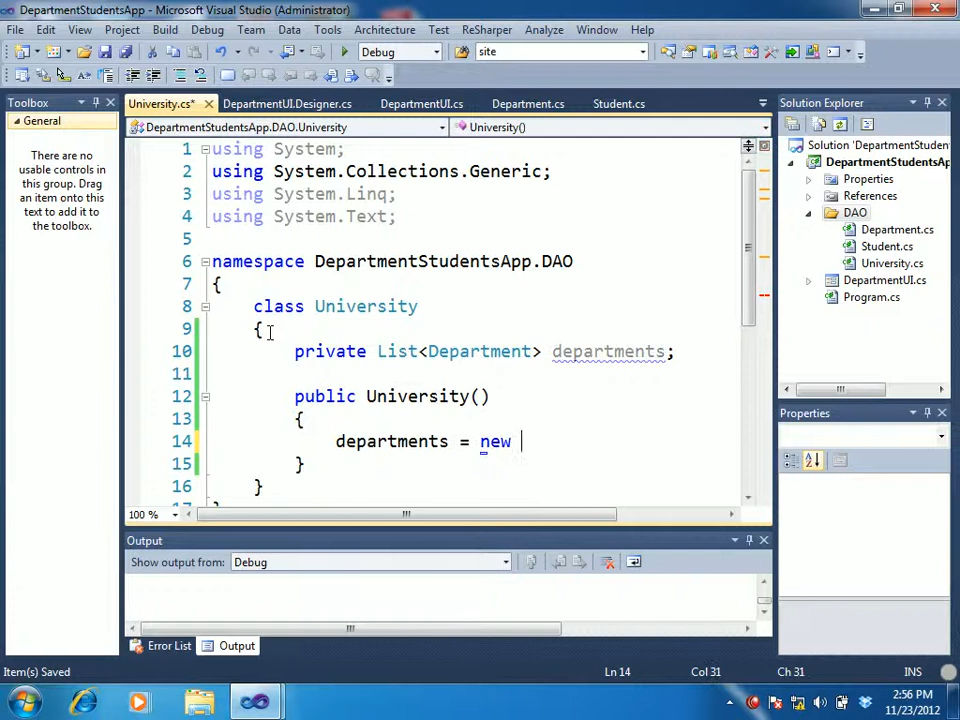 DepartmentStudentsApp - Microsoft Visual Studio (Administrator)
File Edit View Project Build Debug Team Data Tools Architecture Test ReSharper Analyze Window Help
Debug site
Toolbox
General
There are no
usable controls in
this group. Drag
an item onto this
text to add it to
the toolbox.
University.cs* DepartmentUI.Designer.cs DepartmentUI.cs Department.cs Student.cs
DepartmentStudentsApp.DAO.University University()
1 using System;
2 using System.Collections.Generic;
3 using System.Linq;
4 using System.Text;
5
6 namespace DepartmentStudentsApp.DAO
7 {
8 class University
9 {
10 private List<Department> departments;
11
12 public University()
13 {
14 departments = new
15 }
16 }
100 %
Output
Show output from: Debug
Error List Output
Solution Explorer
Solution 'DepartmentStuden
DepartmentStudentsAp
Properties
References
DAO
Department.cs
Student.cs
University.cs
DepartmentUI.cs
Program.cs
Properties
Item(s) Saved Ln 14 Col 31 Ch 31 INS
2:56 PM
11/23/2012